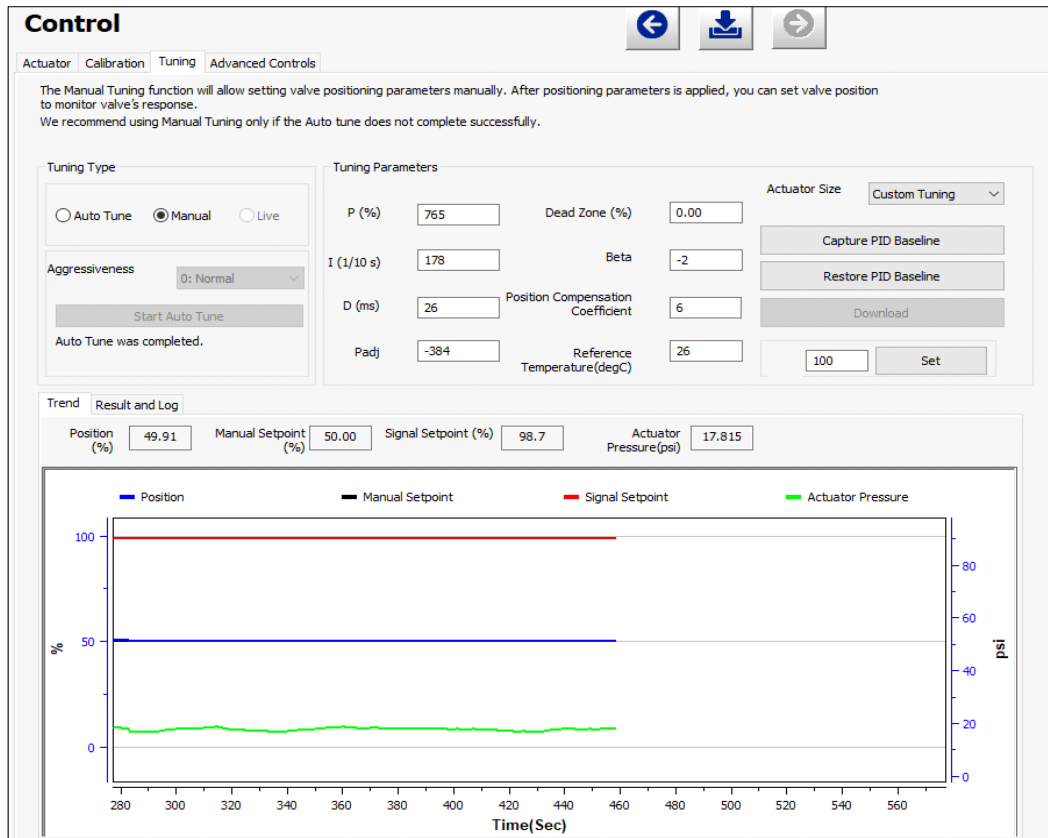 Control
Actuator Calibration Tuning Advanced Controls
The Manual Tuning function will allow setting valve positioning parameters manually. After positioning parameters is applied, you can set valve position
to monitor valve's response.
We recommend using Manual Tuning only if the Auto tune does not complete successfully.
Tuning Type
Auto Tune Manual Live
Aggressiveness 0: Normal
Start Auto Tune
Auto Tune was completed.
Tuning Parameters
P (%) 765 Dead Zone (%) 0.00
I (1/10 s) 178 Beta -2
D (ms) 26 Position Compensation
Coefficient 6
Padj -384 Reference
Temperature(degC) 26
Actuator Size Custom Tuning
Capture PID Baseline
Restore PID Baseline
Download
100 Set
Trend Result and Log
Position
(%) 49.91 Manual Setpoint
(%) 50.00 Signal Setpoint (%) 98.7 Actuator
Pressure(psi) 17.815
Position Manual Setpoint Signal Setpoint Actuator Pressure
100
50
0
%
80
60
40
20
0
psi
280 300 320 340 360 380 400 420 440 460 480 500 520 540 560
Time(Sec)